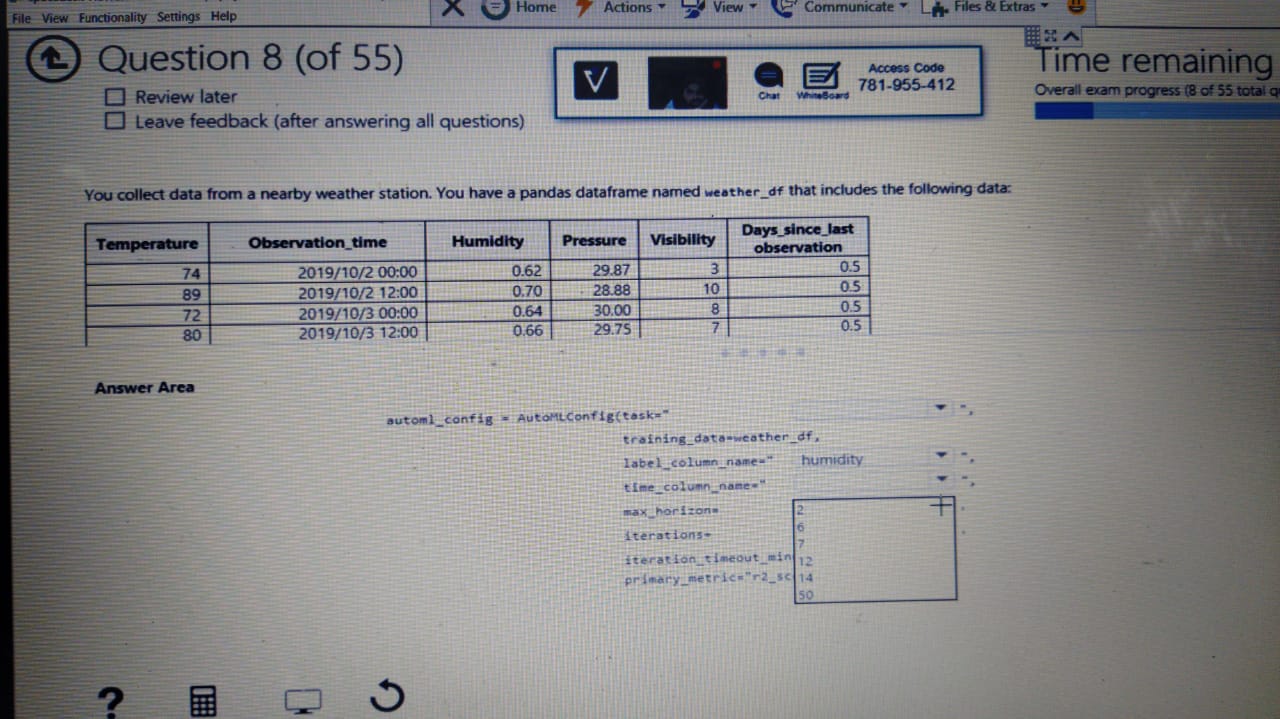 File View Functionality Settings Help
Home Actions View Communicate Files & Extras
Question 8 (of 55)
Review later
Leave feedback (after answering all questions)
V
Chat
WhiteBoard
Access Code
781-955-412
Time remaining
Overall exam progress (8 of 55 total
You collect data from a nearby weather station. You have a pandas dataframe named weather_df that includes the following data:
Temperature Observation_time Humidity Pressure Visibility Days_since_last observation
74 2019/10/2 00:00 0.62 29.87 3 0.5
89 2019/10/2 12:00 0.70 28.88 10 0.5
72 2019/10/3 00:00 0.64 30.00 8 0.5
80 2019/10/3 12:00 0.66 29.75 7 0.5
Answer Area
automl_config = AutoMLConfig(task="
",
training_data=weather_df,
label_column_name=" humidity ",
time_column_name=" ",
max_horizon=
iterations=
iteration_timeout_min
primary_metric="r2_sc
2
6
7
12
14
50
?